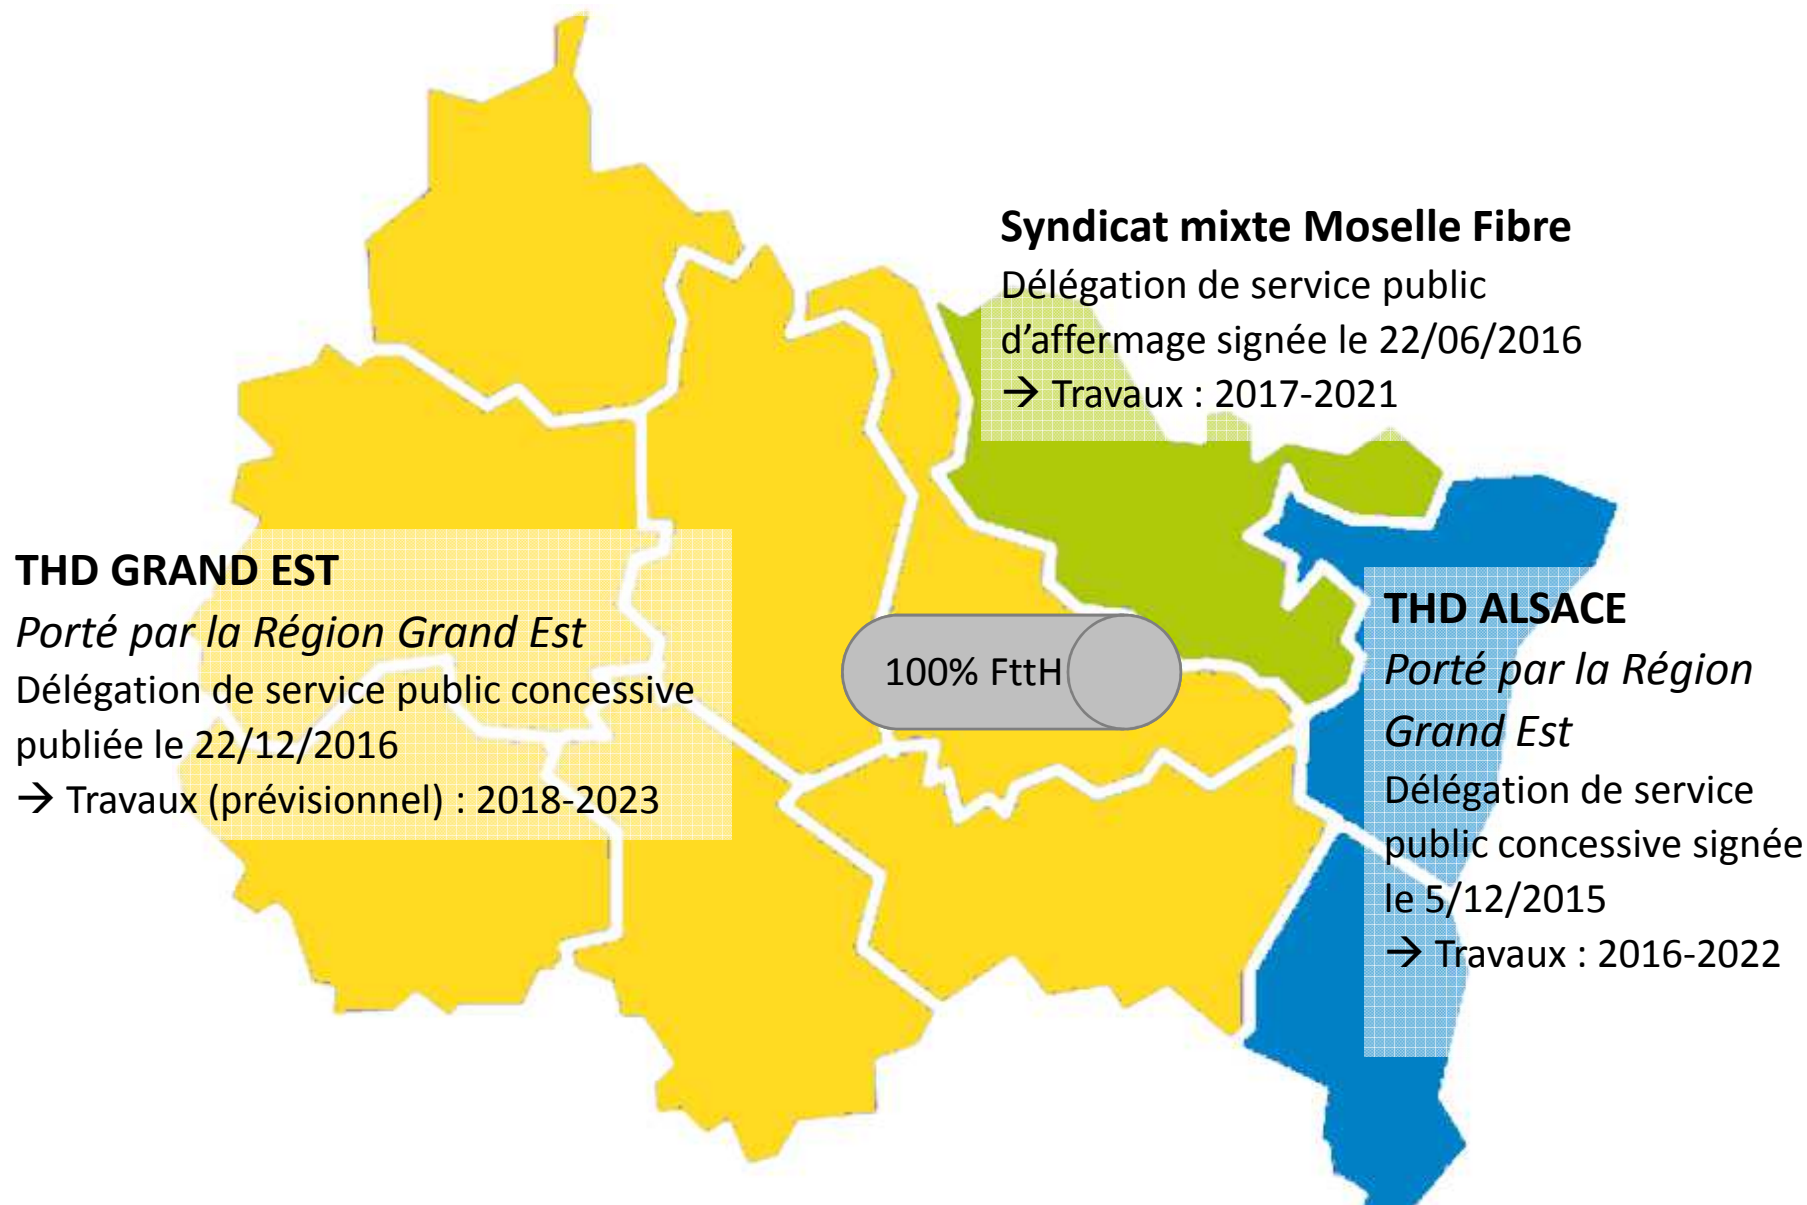 Syndicat mixte Moselle Fibre
Délégation de service public
d’affermage signée le 22/06/2016
→ Travaux : 2017-2021
THD GRAND EST
Porté par la Région Grand Est
Délégation de service public concessive
publiée le 22/12/2016
→ Travaux (prévisionnel) : 2018-2023
100% FttH
THD ALSACE
Porté par la Région
Grand Est
Délégation de service
public concessive signée
le 5/12/2015
→ Travaux : 2016-2022